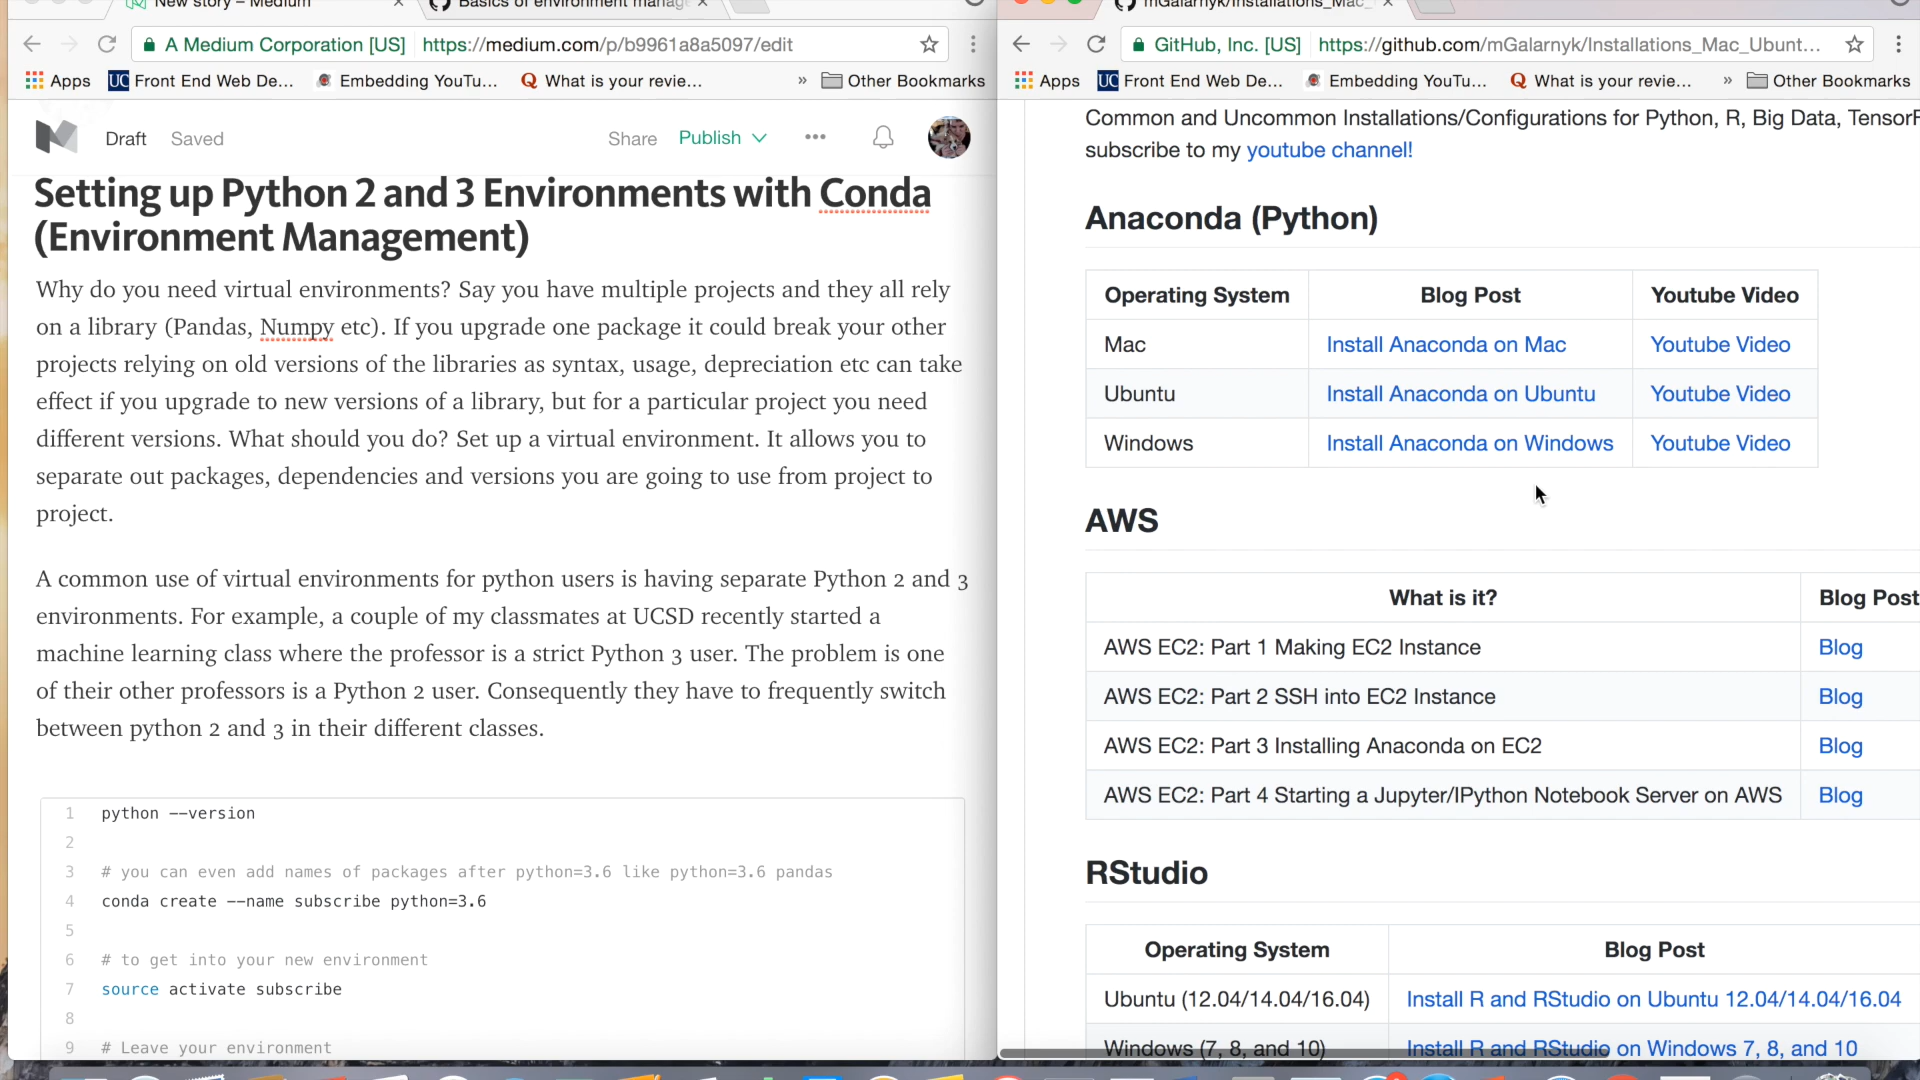 New story – Medium
Basics of environment manag
A Medium Corporation [US] https://medium.com/p/b9961a8a5097/edit
Apps Front End Web De... Embedding YouTu... What is your revie... » Other Bookmarks
Draft Saved Share Publish
Setting up Python 2 and 3 Environments with Conda
(Environment Management)
Why do you need virtual environments? Say you have multiple projects and they all rely
on a library (Pandas, Numpy etc). If you upgrade one package it could break your other
projects relying on old versions of the libraries as syntax, usage, depreciation etc can take
effect if you upgrade to new versions of a library, but for a particular project you need
different versions. What should you do? Set up a virtual environment. It allows you to
separate out packages, dependencies and versions you are going to use from project to
project.
A common use of virtual environments for python users is having separate Python 2 and 3
environments. For example, a couple of my classmates at UCSD recently started a
machine learning class where the professor is a strict Python 3 user. The problem is one
of their other professors is a Python 2 user. Consequently they have to frequently switch
between python 2 and 3 in their different classes.
1 python --version
2
3 # you can even add names of packages after python=3.6 like python=3.6 pandas
4 conda create --name subscribe python=3.6
5
6 # to get into your new environment
7 source activate subscribe
8
9 # Leave your environment
mGalarnyk/Installations_Mac_
GitHub, Inc. [US] https://github.com/mGalarnyk/Installations_Mac_Ubunt...
Apps UC Front End Web De... Embedding YouTu... Q What is your revie... » Other Bookmarks
Common and Uncommon Installations/Configurations for Python, R, Big Data, TensorF
subscribe to my youtube channel!
Anaconda (Python)
Operating System Blog Post Youtube Video
Mac Install Anaconda on Mac Youtube Video
Ubuntu Install Anaconda on Ubuntu Youtube Video
Windows Install Anaconda on Windows Youtube Video
AWS
What is it? Blog Post
AWS EC2: Part 1 Making EC2 Instance Blog
AWS EC2: Part 2 SSH into EC2 Instance Blog
AWS EC2: Part 3 Installing Anaconda on EC2 Blog
AWS EC2: Part 4 Starting a Jupyter/IPython Notebook Server on AWS Blog
RStudio
Operating System Blog Post
Ubuntu (12.04/14.04/16.04) Install R and RStudio on Ubuntu 12.04/14.04/16.04
Windows (7, 8, and 10) Install R and RStudio on Windows 7, 8, and 10